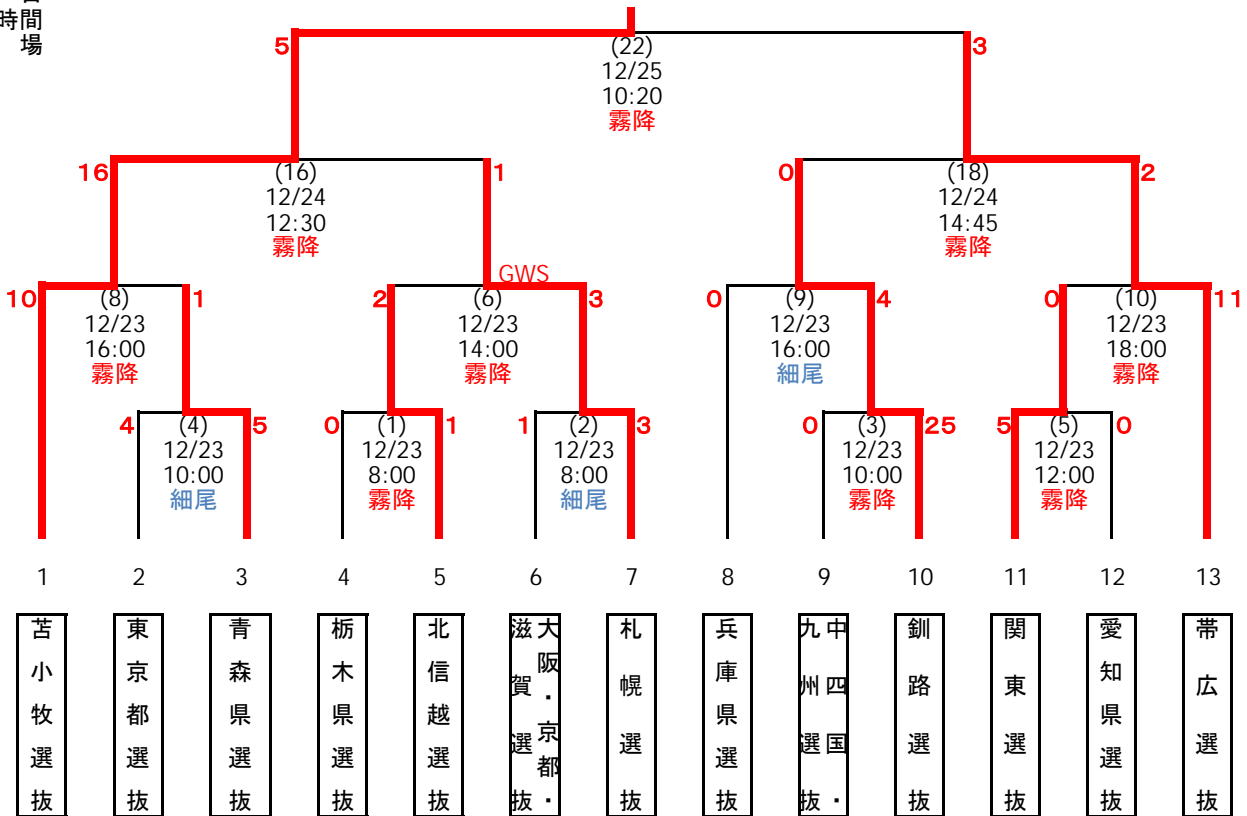 時間
場
5
3
(22)
12/25
10:20
霧降
16
1
0
2
(16)
12/24
12:30
霧降
(18)
12/24
14:45
霧降
GWS
10
1
2
3
0
4
0
11
(8)
12/23
16:00
霧降
(6)
12/23
14:00
霧降
(9)
12/23
16:00
細尾
(10)
12/23
18:00
霧降
4
5
0
1
1
3
0
25
5
0
(4)
12/23
10:00
細尾
(1)
12/23
8:00
霧降
(2)
12/23
8:00
細尾
(3)
12/23
10:00
霧降
(5)
12/23
12:00
霧降
1 2 3 4 5 6 7 8 9 10 11 12 13
苫小牧選抜
東京都選抜
青森県選抜
栃木県選抜
北信越選抜
大阪・京都・
滋賀選抜
札幌選抜
兵庫県選抜
中四国・
九州選抜
釧路選抜
関東選抜
愛知県選抜
帯広選抜